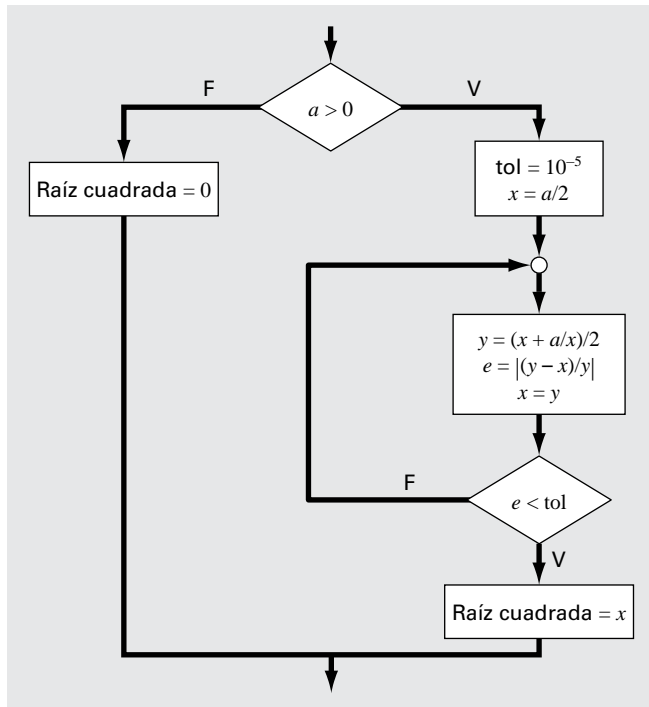 F
V
a > 0
Raíz cuadrada = 0
tol = 10⁻⁵
x = a/2
y = (x + a/x)/2
e = |(y – x)/y|
x = y
F
e < tol
V
Raíz cuadrada = x